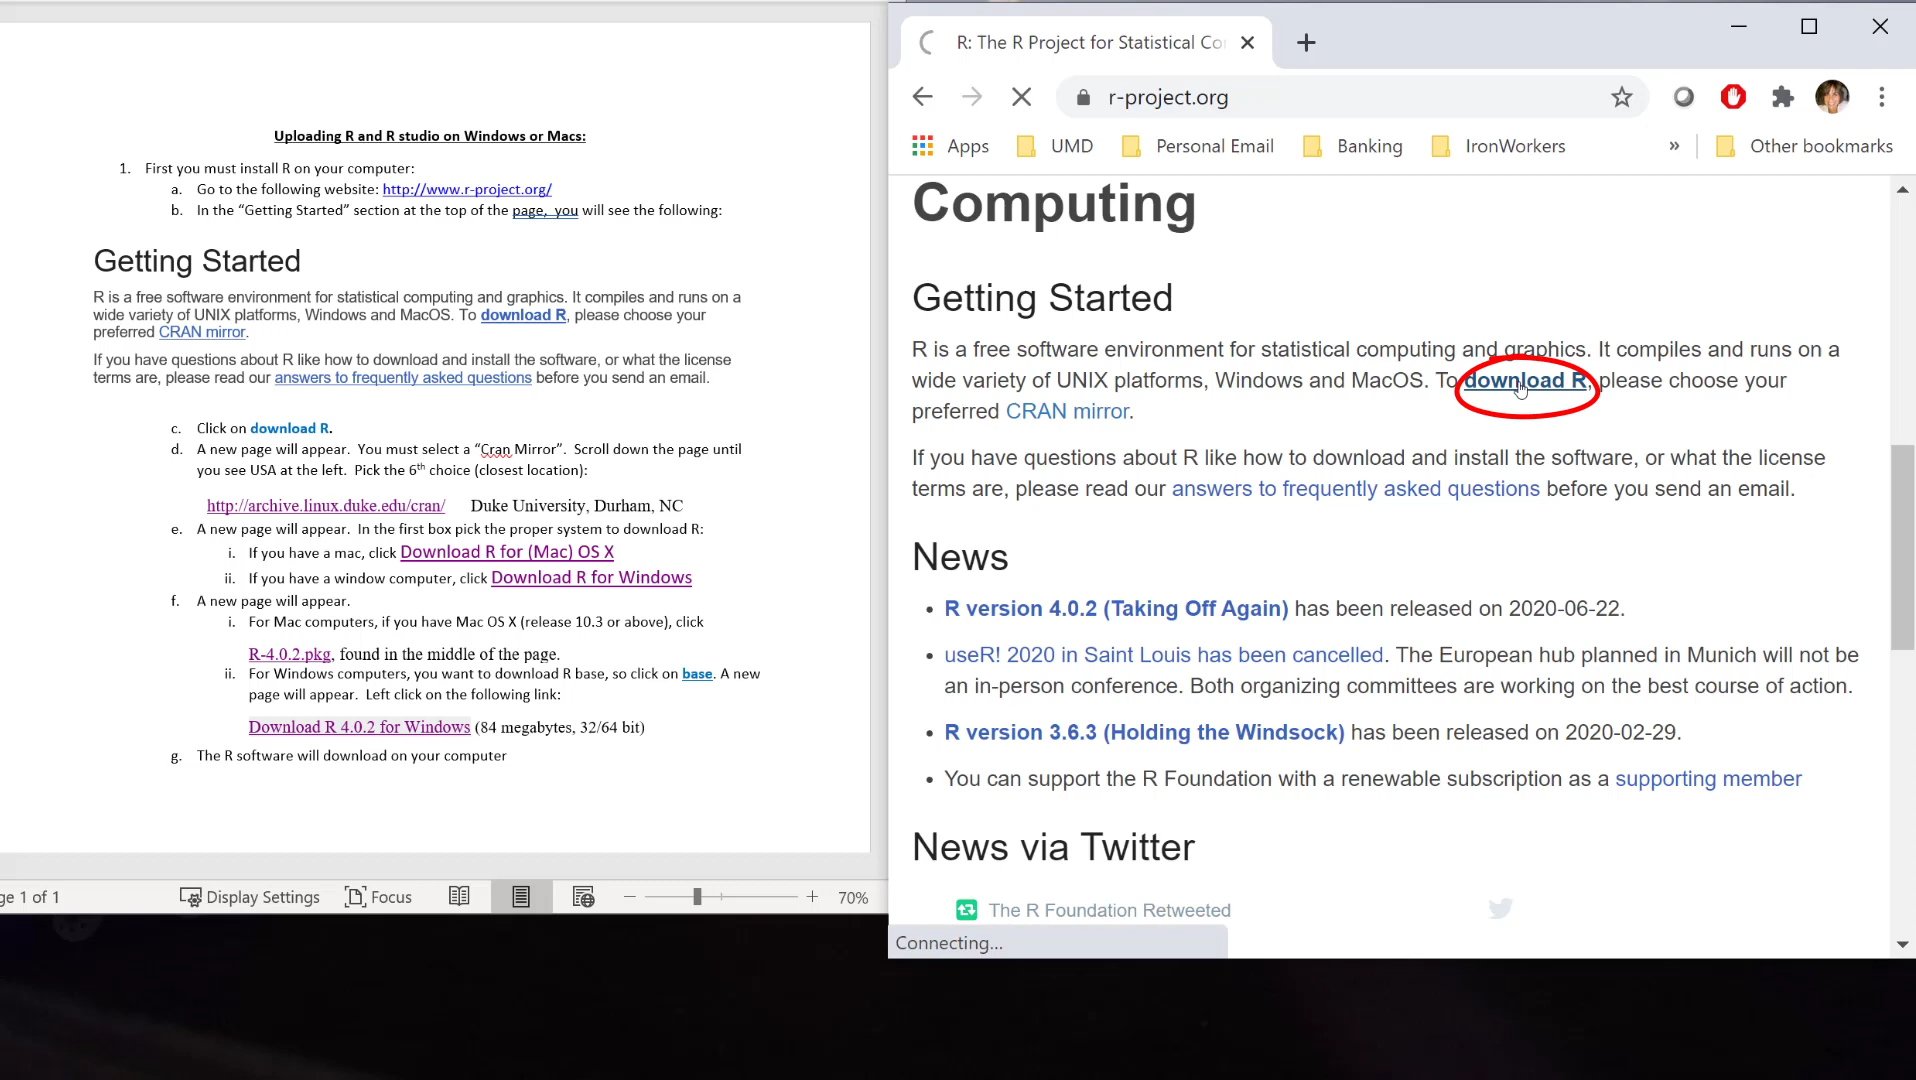 Uploading R and R studio on Windows or Macs:
1. First you must install R on your computer:
a. Go to the following website: http://www.r-project.org/
b. In the “Getting Started” section at the top of the page,  you will see the following:
Getting Started
R is a free software environment for statistical computing and graphics. It compiles and runs on a
wide variety of UNIX platforms, Windows and MacOS. To download R, please choose your
preferred CRAN mirror.
If you have questions about R like how to download and install the software, or what the license
terms are, please read our answers to frequently asked questions before you send an email.
c. Click on download R.
d. A new page will appear.  You must select a “Cran Mirror”.  Scroll down the page until
you see USA at the left.  Pick the 6th choice (closest location):
http://archive.linux.duke.edu/cran/ Duke University, Durham, NC
e. A new page will appear.  In the first box pick the proper system to download R:
i. If you have a mac, click Download R for (Mac) OS X
ii. If you have a window computer, click Download R for Windows
f. A new page will appear.
i. For Mac computers, if you have Mac OS X (release 10.3 or above), click
R-4.0.2.pkg, found in the middle of the page.
ii. For Windows computers, you want to download R base, so click on base. A new
page will appear.  Left click on the following link:
Download R 4.0.2 for Windows (84 megabytes, 32/64 bit)
g. The R software will download on your computer
ge 1 of 1 Display Settings Focus 70%
R: The R Project for Statistical Co
r-project.org
Apps UMD Personal Email Banking IronWorkers » Other bookmarks
Computing
Getting Started
R is a free software environment for statistical computing and graphics. It compiles and runs on a
wide variety of UNIX platforms, Windows and MacOS. To download R, please choose your
preferred CRAN mirror.
If you have questions about R like how to download and install the software, or what the license
terms are, please read our answers to frequently asked questions before you send an email.
News
• R version 4.0.2 (Taking Off Again) has been released on 2020-06-22.
• useR! 2020 in Saint Louis has been cancelled. The European hub planned in Munich will not be
an in-person conference. Both organizing committees are working on the best course of action.
• R version 3.6.3 (Holding the Windsock) has been released on 2020-02-29.
• You can support the R Foundation with a renewable subscription as a supporting member
News via Twitter
The R Foundation Retweeted
Connecting...